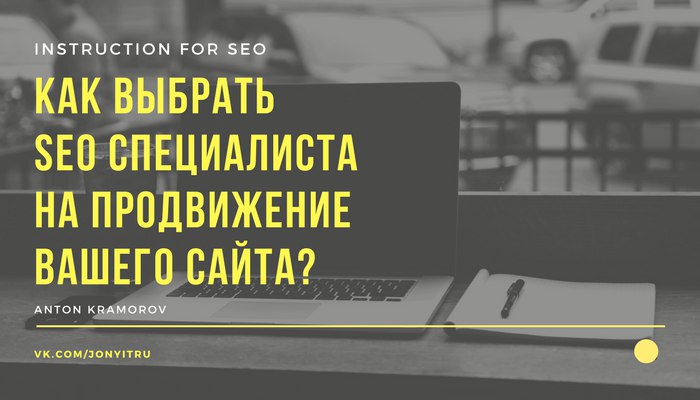 INSTRUCTION FOR SEO
КАК ВЫБРАТЬ
SEO СПЕЦИАЛИСТА
НА ПРОДВИЖЕНИЕ
ВАШЕГО САЙТА?
ANTON KRAMOROV
VK.COM/JONYITRU